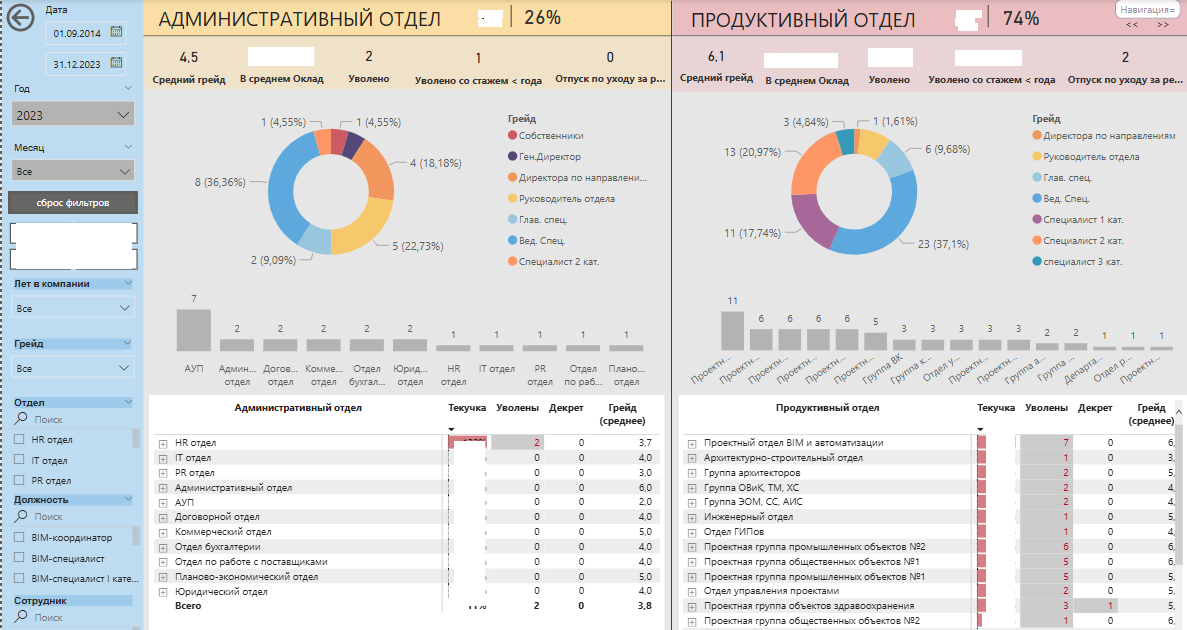 Дата
01.09.2014
31.12.2023
Год
2023
Месяц
Все
сброс фильтров
Лет в компании
Все
Грейд
Все
Отдел
Поиск
HR отдел
IT отдел
PR отдел
Должность
Поиск
BIM-координатор
BIM-специалист
BIM-специалист I кате...
Сотрудник
Поиск
АДМИНИСТРАТИВНЫЙ ОТДЕЛ 26%
4,5 2 1 0
Средний грейд В среднем Оклад Уволено Уволено со стажем < года Отпуск по уходу за р...
1 (4,55%) 1 (4,55%)
4 (18,18%)
8 (36,36%)
5 (22,73%)
2 (9,09%)
Грейд
Собственники
Ген.Директор
Директора по направлени...
Руководитель отдела
Глав. спец.
Вед. Спец.
Специалист 2 кат.
7 2 2 2 2 2 1 1 1 1 1
АУП Админ... отдел Догов... отдел Комме... отдел Отдел бухгал... Юрид... отдел HR отдел IT отдел PR отдел Отдел по раб... Плано... отдел
Административный отдел Текучка Уволены Декрет Грейд (среднее)
HR отдел 2 0 3,7
IT отдел 0 0 4,0
PR отдел 0 0 3,0
Административный отдел 0 0 6,0
АУП 0 0 2,0
Договорной отдел 0 0 4,0
Коммерческий отдел 0 0 5,0
Отдел бухгалтерии 0 0 4,0
Отдел по работе с поставщиками 0 0 4,0
Планово-экономический отдел 0 0 5,0
Юридический отдел 0 0 4,0
Всего 2 0 3,8
ПРОДУКТИВНЫЙ ОТДЕЛ 74%
Навигация=
<< >>
6,1 2
Средний грейд В среднем Оклад Уволено Уволено со стажем < года Отпуск по уходу за ре...
3 (4,84%) 1 (1,61%)
13 (20,97%) 6 (9,68%)
11 (17,74%)
23 (37,1%)
Грейд
Директора по направлениям
Руководитель отдела
Глав. спец.
Вед. Спец.
Специалист 1 кат.
Специалист 2 кат.
специалист 3 кат.
11 6 6 6 6 5 3 3 3 3 3 2 2 1 1 1
Проектн... Проектн... Проектн... Проектн... Проектн... Проектн... Группа ВК Группа к... Отдел у... Проектн... Проектн... Группа а... Группа ... Департа... Отдел р... Проектн...
Продуктивный отдел Текучка Уволены Декрет Грейд (среднее)
Проектный отдел BIM и автоматизации 7 0 6,
Архитектурно-строительный отдел 1 0 3,
Группа архитекторов 2 0 5,
Группа ОВиК, ТМ, ХС 2 0 4,
Группа ЭОМ, СС, АИС 2 0 4,
Инженерный отдел 1 0 5,
Отдел ГИПов 1 0 4,
Проектная группа промышленных объектов №2 6 0 6,
Проектная группа общественных объектов №1 5 0 6,
Проектная группа промышленных объектов №1 5 0 5,
Отдел управления проектами 2 0 5,
Проектная группа объектов здравоохранения 3 1 5,
Проектная группа общественных объектов №2 1 0 6,